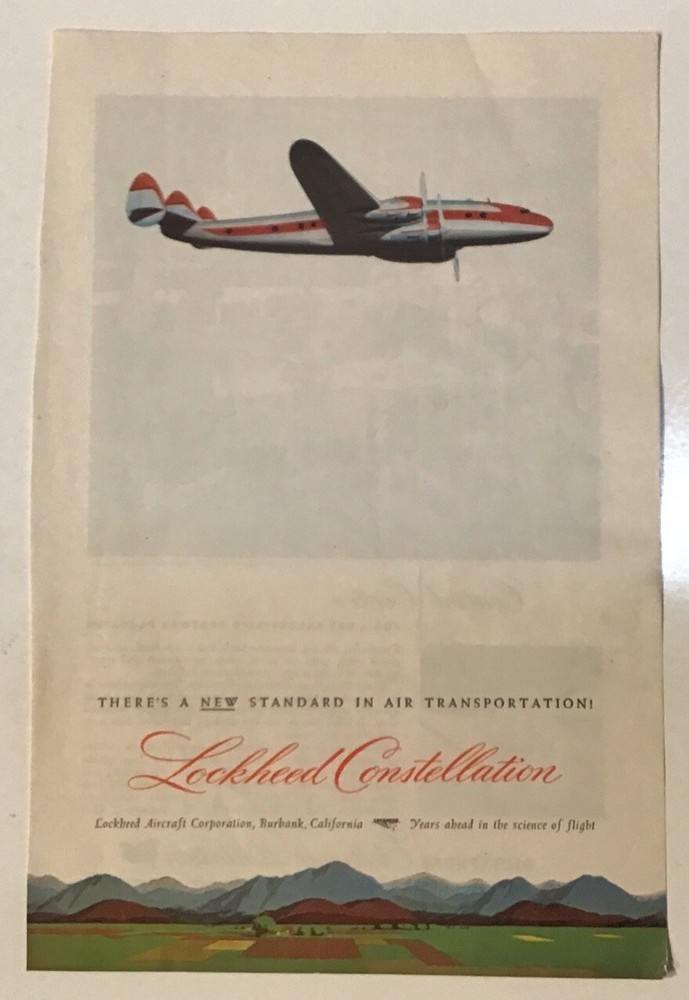 THERE'S A NEW STANDARD IN AIR TRANSPORTATION!
Lockheed Constellation
Lockheed Aircraft Corporation, Burbank, California Years ahead in the science of flight